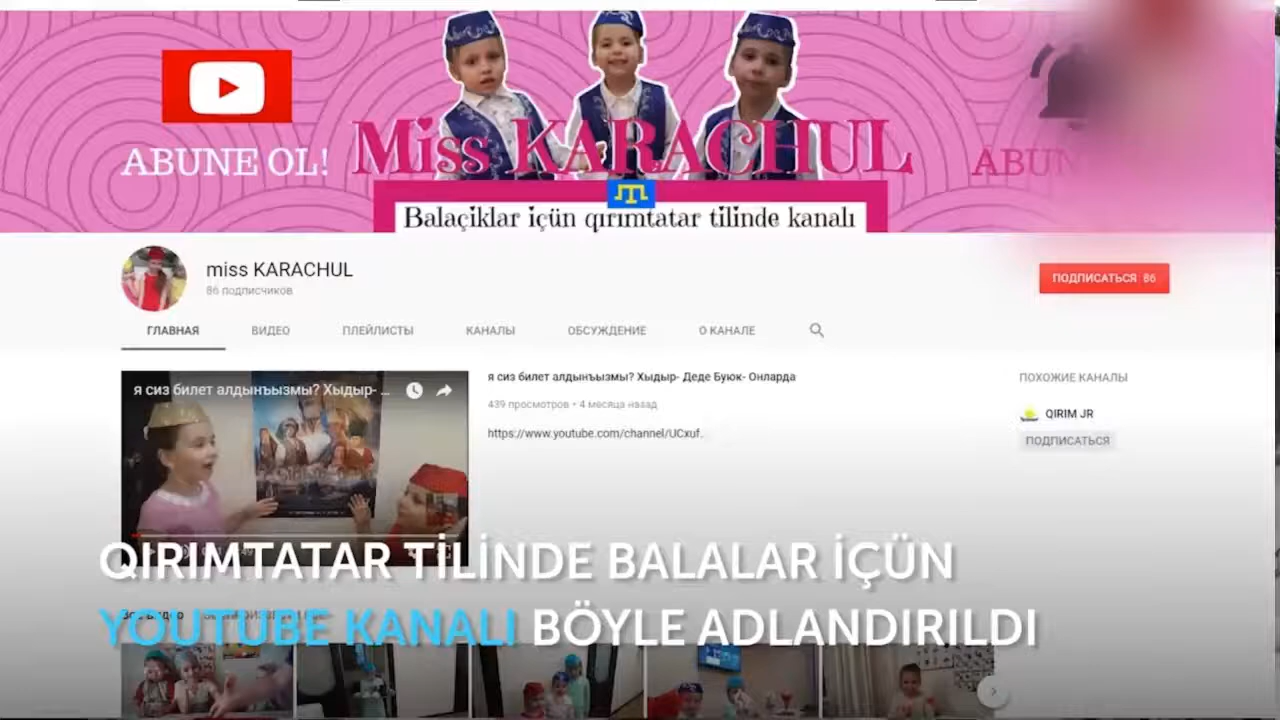 ABUNE OL!
Miss KARACHUL
ABUN
Balaçiklar içün qırımtatar tilinde kanalı
miss KARACHUL
86 подписчиков
ПОДПИСАТЬСЯ 86
ГЛАВНАЯ ВИДЕО ПЛЕЙЛИСТЫ КАНАЛЫ ОБСУЖДЕНИЕ О КАНАЛЕ
я сиз билет алдынъызмы? Хыдыр- ...
я сиз билет алдынъызмы? Хыдыр- Деде Буюк- Онларда
439 просмотров • 4 месяца назад
https://www.youtube.com/channel/UCxuf.
ПОХОЖИЕ КАНАЛЫ
QIRIM JR
ПОДПИСАТЬСЯ
QIRIMTATAR TİLİNDE BALALAR İÇÜN
YOUTUBE KANALI BÖYLE ADLANDIRILDI